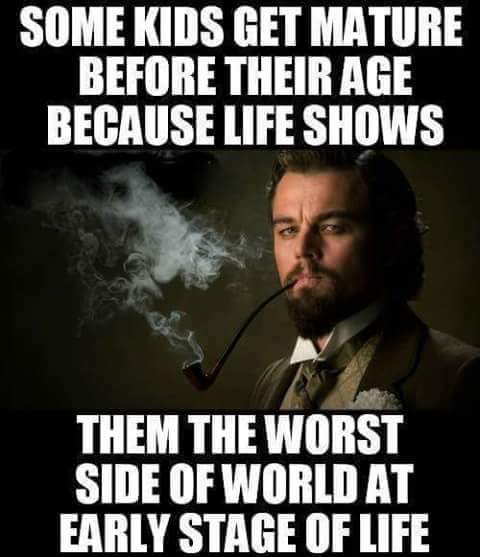 SOME KIDS GET MATURE
BEFORE THEIR AGE
BECAUSE LIFE SHOWS
THEM THE WORST
SIDE OF WORLD AT
EARLY STAGE OF LIFE